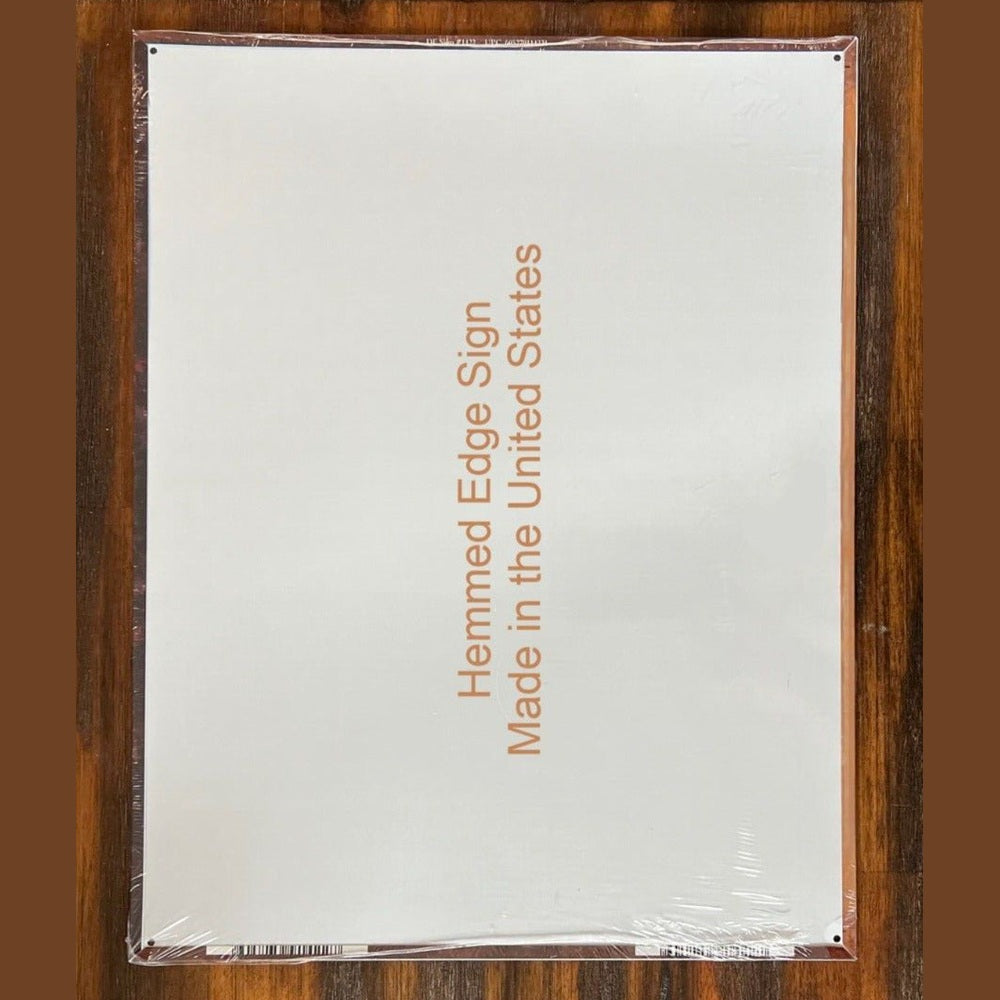 Hemmed Edge Sign
Made in the United States